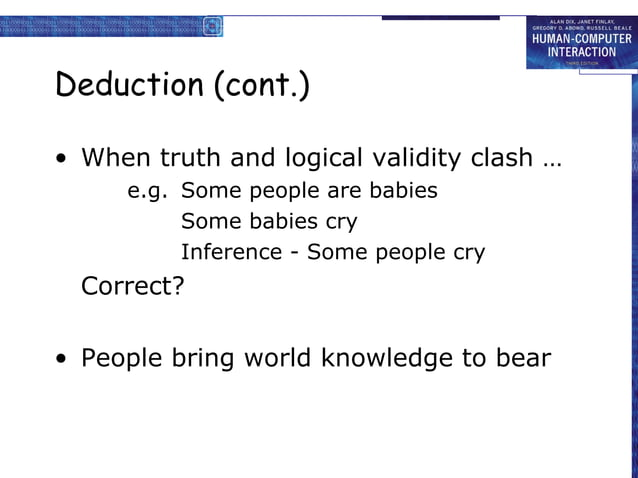 ALAN DIX, JANET FINLAY,
GREGORY D. ABOWD, RUSSELL BEALE
HUMAN-COMPUTER
INTERACTION
THIRD EDITION
Deduction (cont.)
• When truth and logical validity clash …
e.g. Some people are babies
Some babies cry
Inference - Some people cry
Correct?
• People bring world knowledge to bear